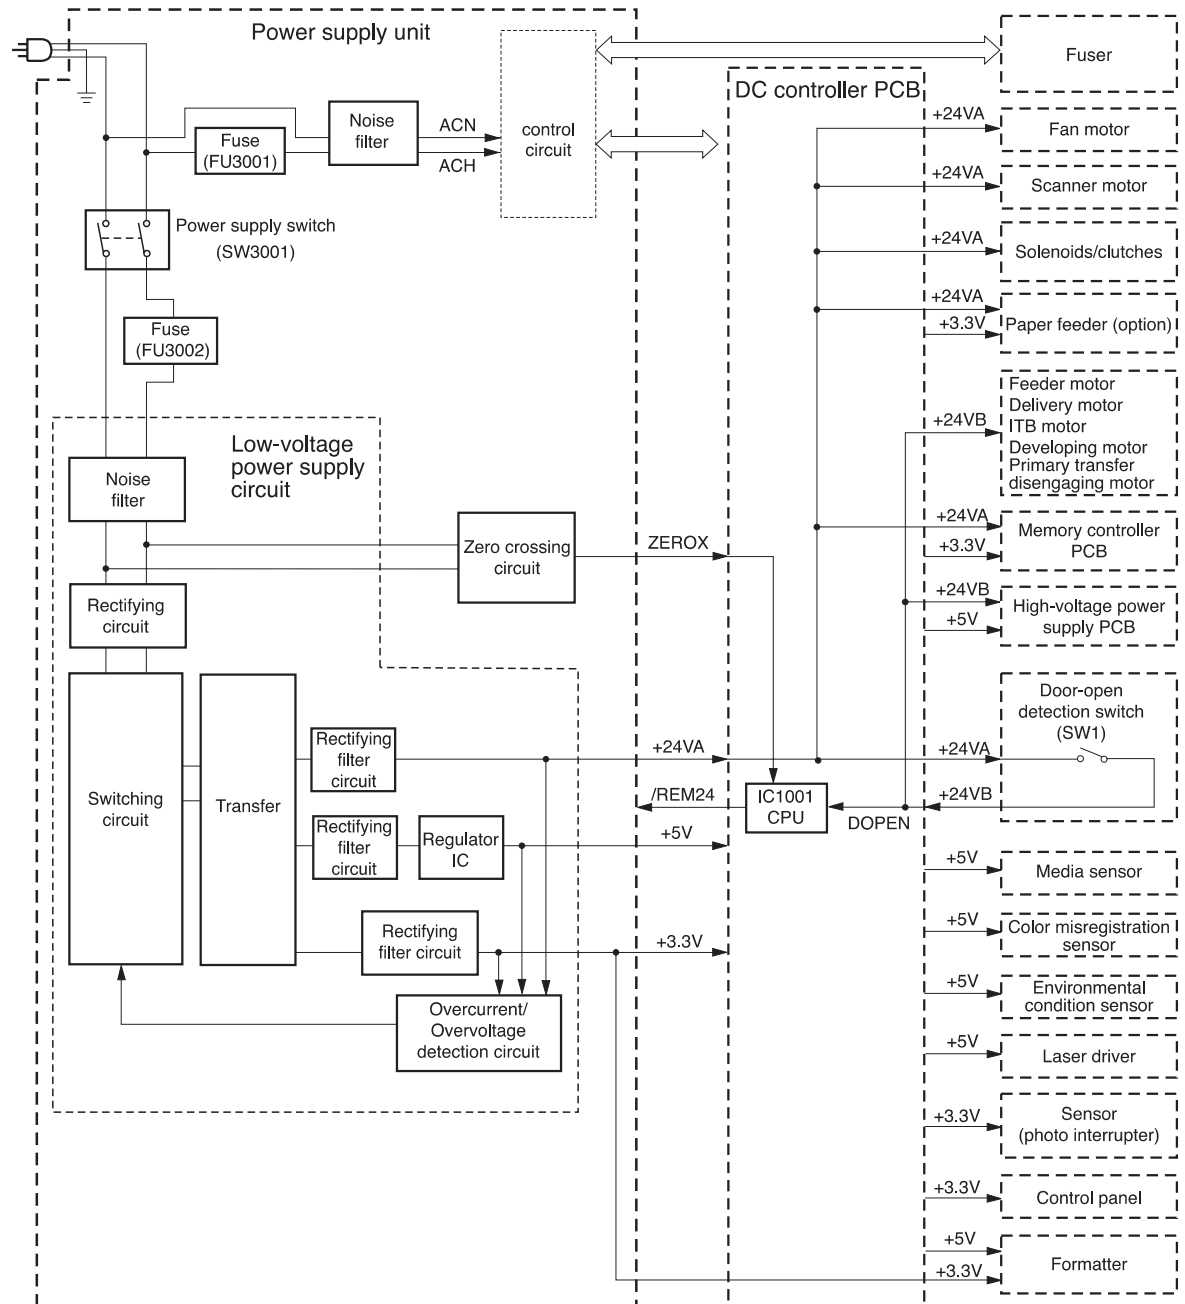 Power supply unit
Noise
filter
ACN
ACH
Fuse
(FU3001)
control
circuit
Power supply switch
(SW3001)
Fuse
(FU3002)
Low-voltage
power supply
circuit
Noise
filter
Zero crossing
circuit
ZEROX
Rectifying
circuit
Switching
circuit
Transfer
Rectifying
filter
circuit
+24VA
/REM24
Rectifying
filter
circuit
Regulator
IC
+5V
Rectifying
filter circuit
+3.3V
Overcurrent/
Overvoltage
detection circuit
DC controller PCB
IC1001
CPU
DOPEN
Fuser
+24VA
Fan motor
+24VA
Scanner motor
+24VA
Solenoids/clutches
+24VA
+3.3V
Paper feeder (option)
+24VB
Feeder motor
Delivery motor
ITB motor
Developing motor
Primary transfer
disengaging motor
+24VA
+3.3V
Memory controller
PCB
+24VB
+5V
High-voltage power
supply PCB
Door-open
detection switch
(SW1)
+24VA
+24VB
+5V
Media sensor
+5V
Color misregistration
sensor
+5V
Environmental
condition sensor
+5V
Laser driver
+3.3V
Sensor
(photo interrupter)
+3.3V
Control panel
+5V
+3.3V
Formatter